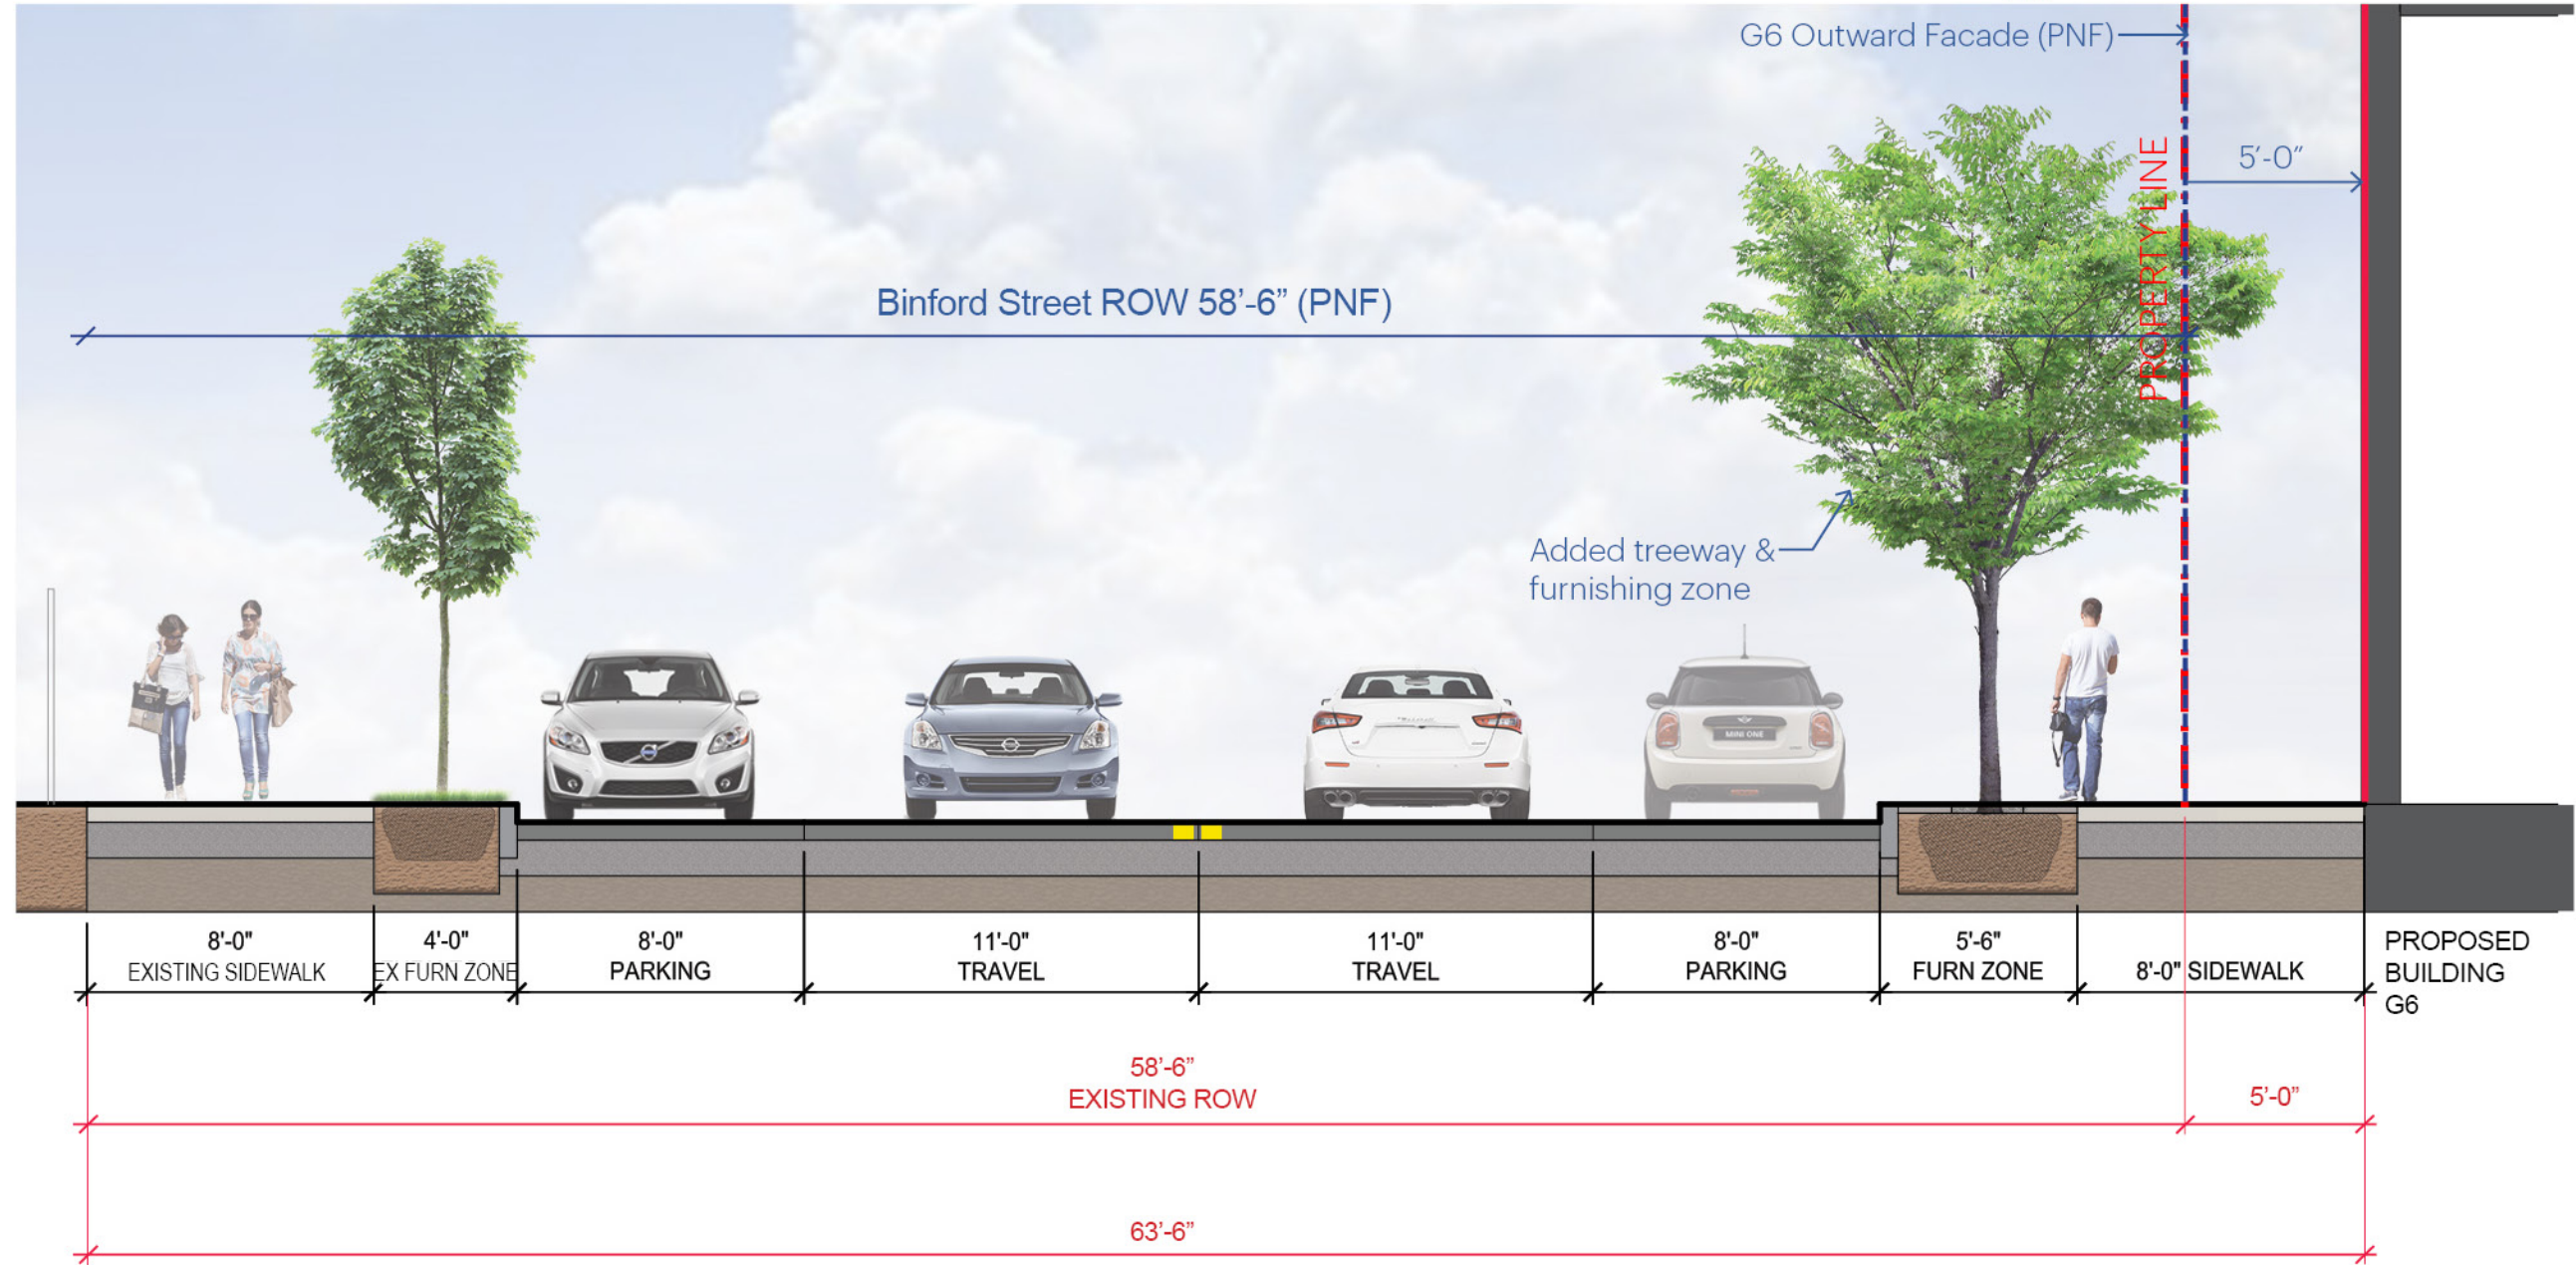 G6 Outward Facade (PNF)
PROPERTY LINE
5’-0”
Binford Street ROW 58’-6” (PNF)
Added treeway &
furnishing zone
MINI ONE
8'-0"
EXISTING SIDEWALK
4'-0"
EX FURN ZONE
8'-0"
PARKING
11'-0"
TRAVEL
11'-0"
TRAVEL
8'-0"
PARKING
5'-6"
FURN ZONE
8'-0" SIDEWALK
PROPOSED
BUILDING
G6
58’-6”
EXISTING ROW
5’-0”
63’-6”